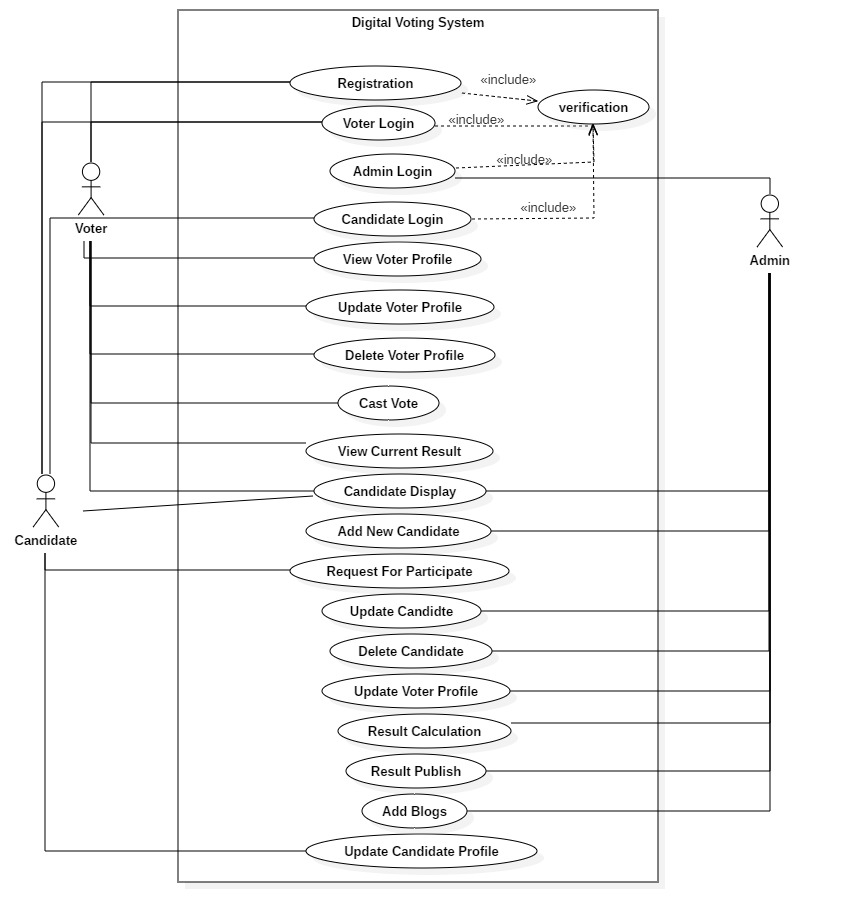 Digital Voting System
Registration
«include»
verification
Voter Login
«include»
Admin Login
«include»
Candidate Login
«include»
Voter
Admin
View Voter Profile
Update Voter Profile
Delete Voter Profile
Cast Vote
View Current Result
Candidate Display
Add New Candidate
Candidate
Request For Participate
Update Candidte
Delete Candidate
Update Voter Profile
Result Calculation
Result Publish
Add Blogs
Update Candidate Profile